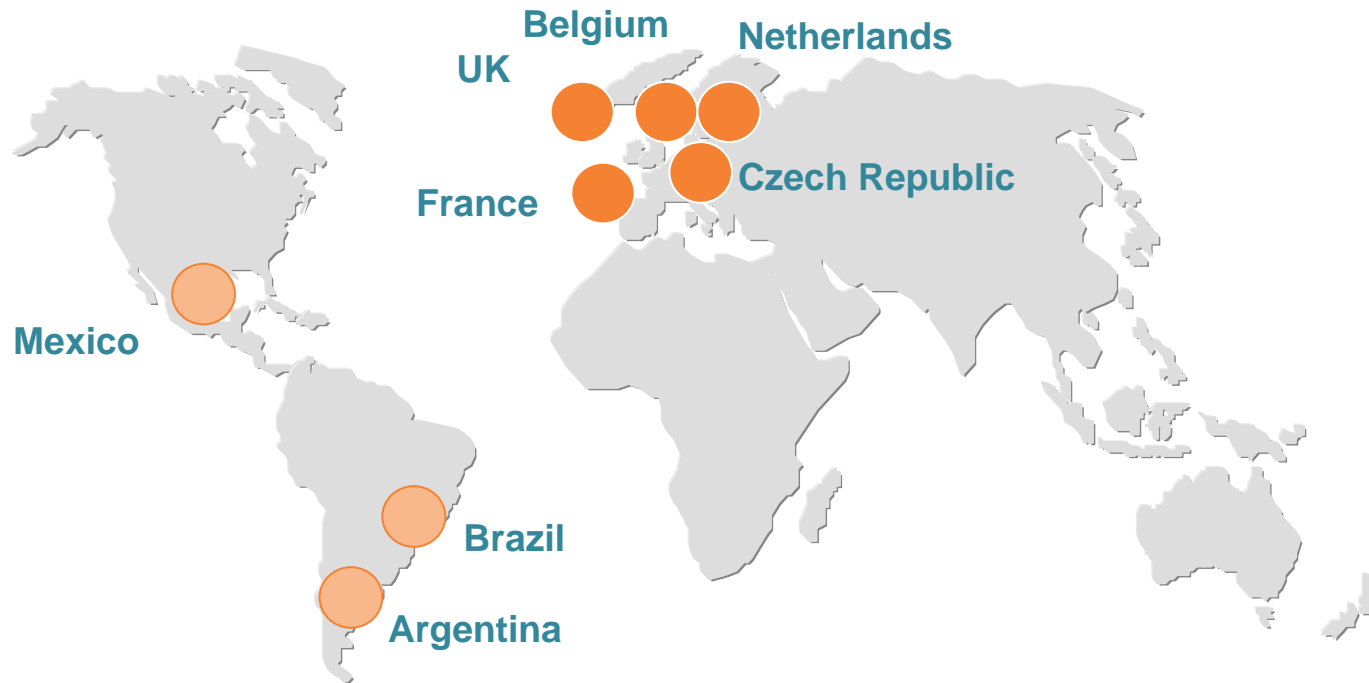 Belgium
Netherlands
UK
Czech Republic
France
Mexico
Brazil
Argentina